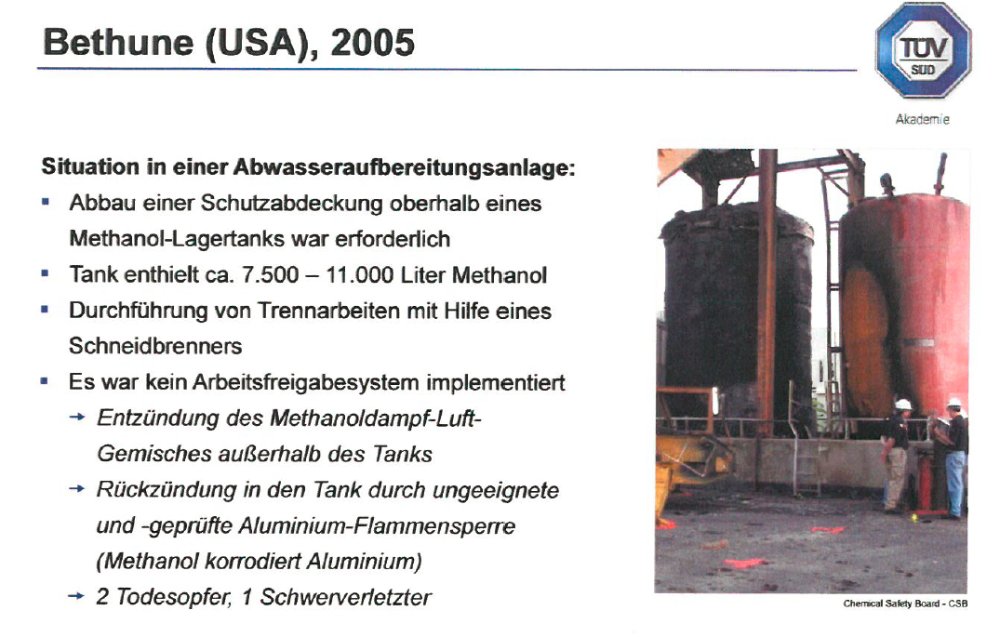 Bethune (USA), 2005
TÜV
SÜD
Akademie
Situation in einer Abwasseraufbereitungsanlage:
▪ Abbau einer Schutzabdeckung oberhalb eines
Methanol-Lagertanks war erforderlich
▪ Tank enthielt ca. 7.500 – 11.000 Liter Methanol
▪ Durchführung von Trennarbeiten mit Hilfe eines
Schneidbrenners
▪ Es war kein Arbeitsfreigabesystem implementiert
→ Entzündung des Methanoldampf-Luft-
Gemisches außerhalb des Tanks
→ Rückzündung in den Tank durch ungeeignete
und -geprüfte Aluminium-Flammensperre
(Methanol korrodiert Aluminium)
→ 2 Todesopfer, 1 Schwerverletzter
Chemical Safety Board - CSB